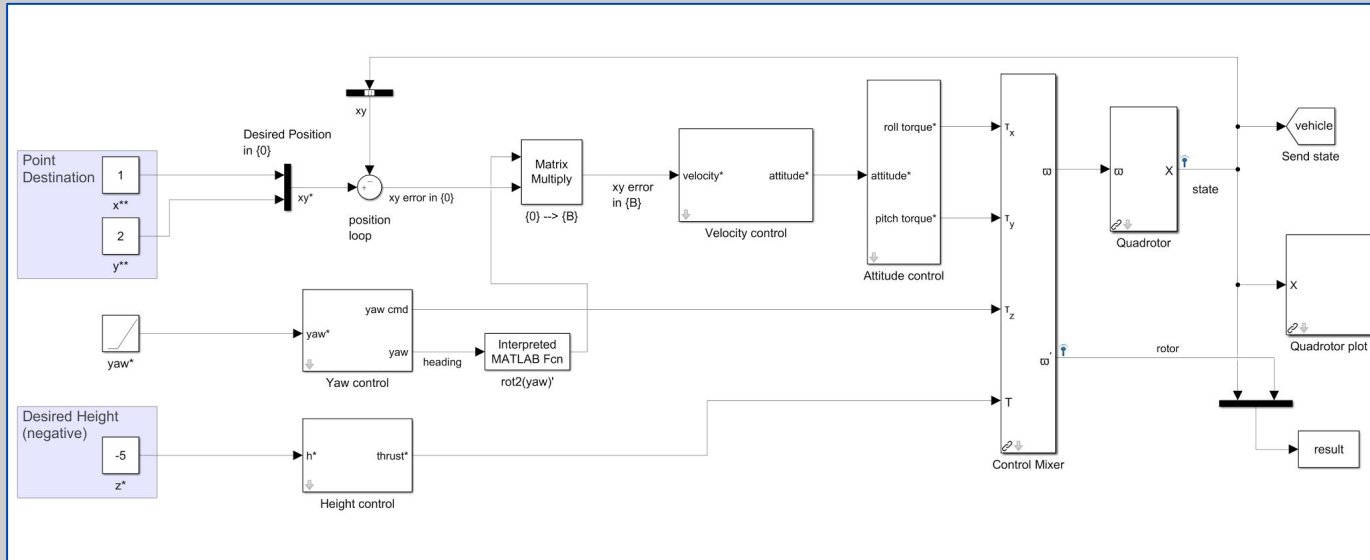 xy
Desired Position
in {0}
Point
Destination
1
x**
2
y**
xy*
+
−
position
loop
xy error in {0}
Matrix
Multiply
{0} --> {B}
xy error
in {B}
velocity*
attitude*
Velocity control
attitude*
roll torque*
pitch torque*
Attitude control
τx
τy
τz
T
ϖ
ϖ'
Control Mixer
ϖ
X
Quadrotor
state
vehicle
Send state
X
Quadrotor plot
rotor
result
yaw*
yaw*
yaw cmd
yaw
Yaw control
heading
Interpreted
MATLAB Fcn
rot2(yaw)'
Desired Height
(negative)
-5
z*
h*
thrust*
Height control